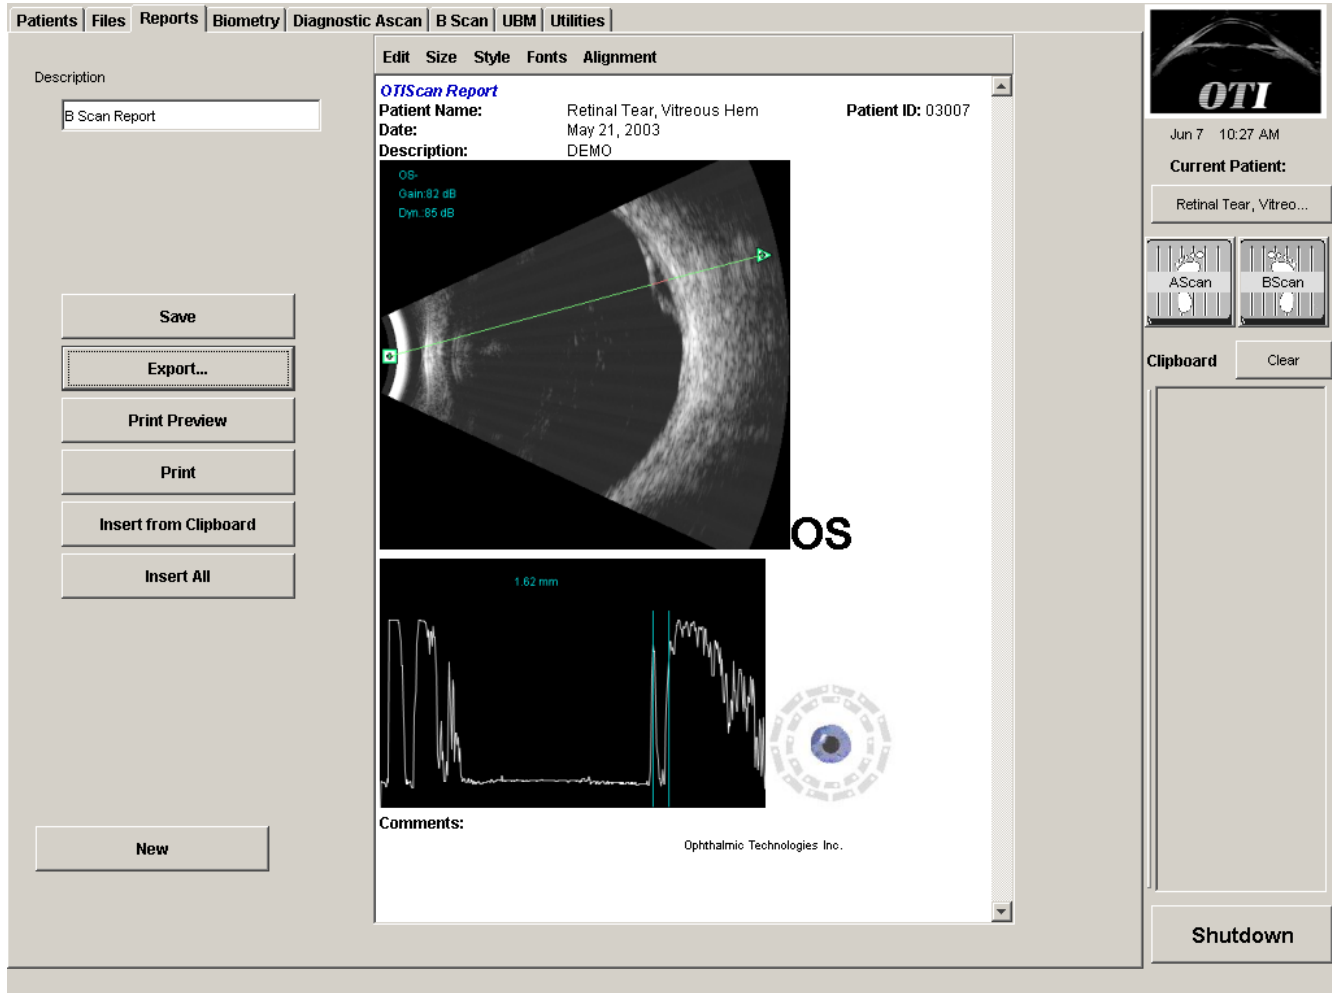 Patients Files Reports Biometry Diagnostic Ascan B Scan UBM Utilities
Description
B Scan Report
Save
Export...
Print Preview
Print
Insert from Clipboard
Insert All
New
Edit Size Style Fonts Alignment
OTIScan Report
Patient Name: Retinal Tear, Vitreous Hem Patient ID: 03007
Date: May 21, 2003
Description: DEMO
OS-
Gain:82 dB
Dyn.:85 dB
OS
1.62 mm
Comments:
Ophthalmic Technologies Inc.
OTI
Jun 7 10:27 AM
Current Patient:
Retinal Tear, Vitreo...
AScan BScan
Clipboard Clear
Shutdown